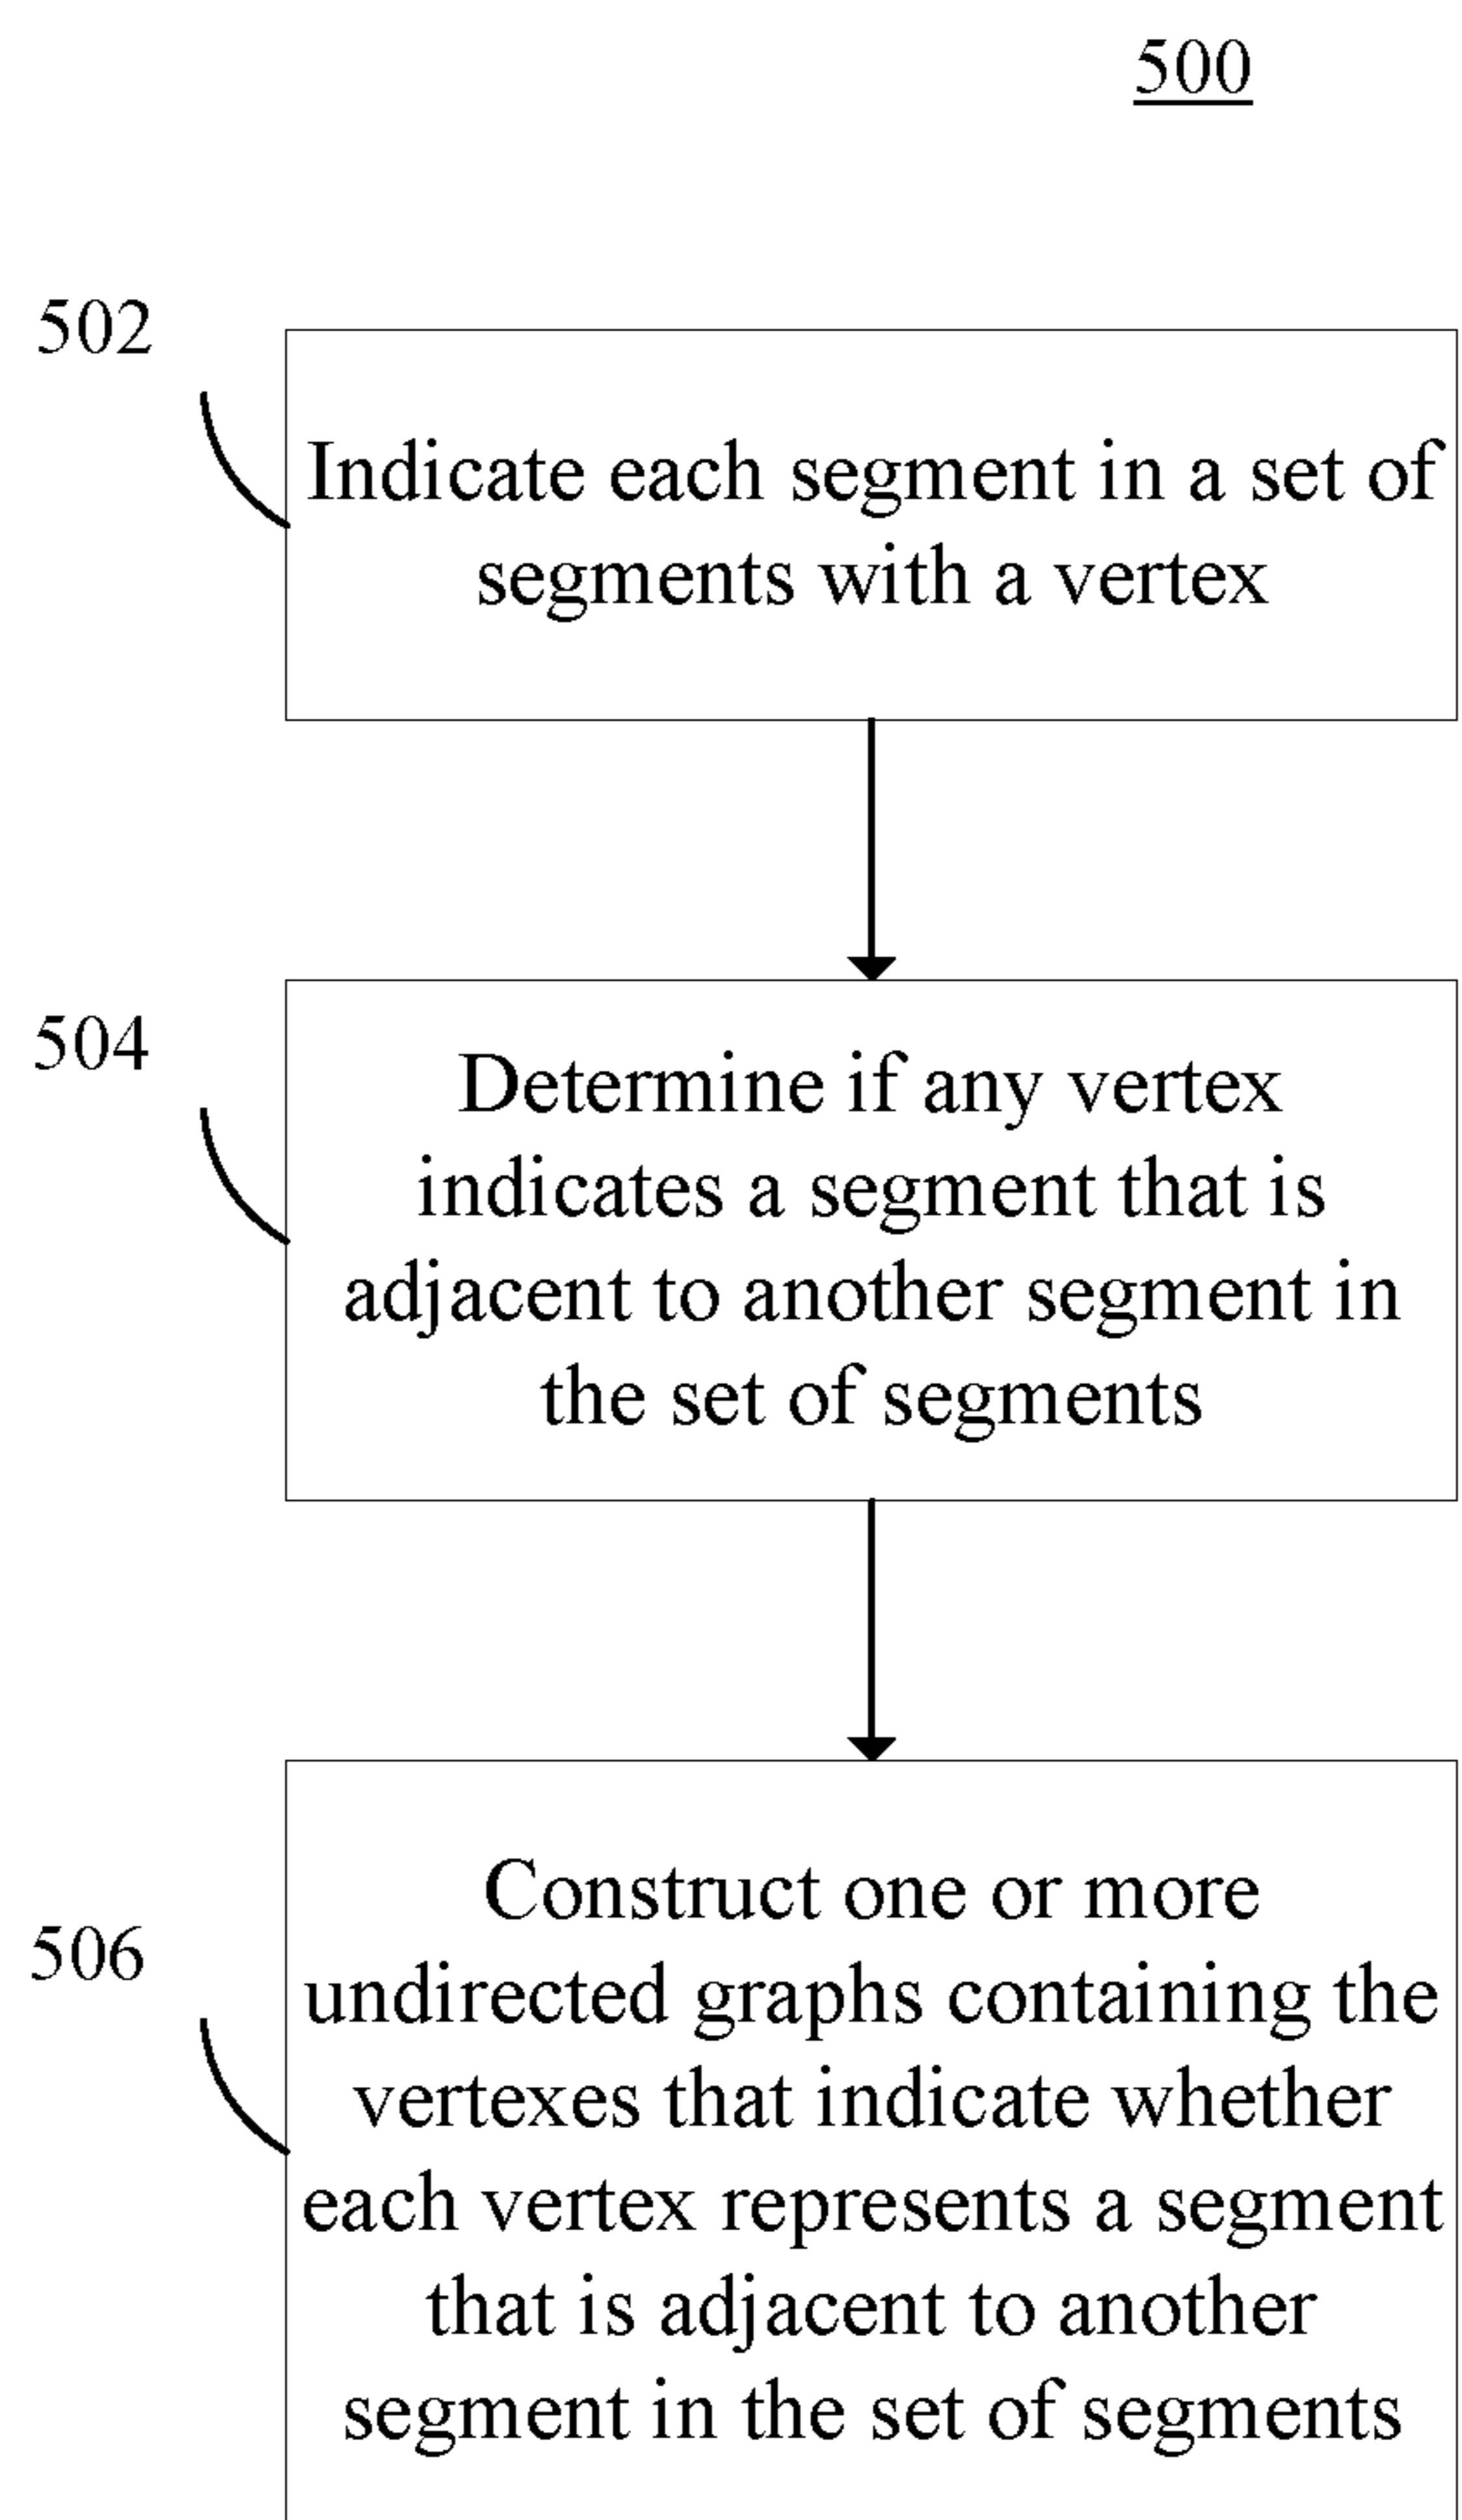 500
502
Indicate each segment in a set of
segments with a vertex
504
Determine if any vertex
indicates a segment that is
adjacent to another segment in
the set of segments
506
Construct one or more
undirected graphs containing the
vertexes that indicate whether
each vertex represents a segment
that is adjacent to another
segment in the set of segments